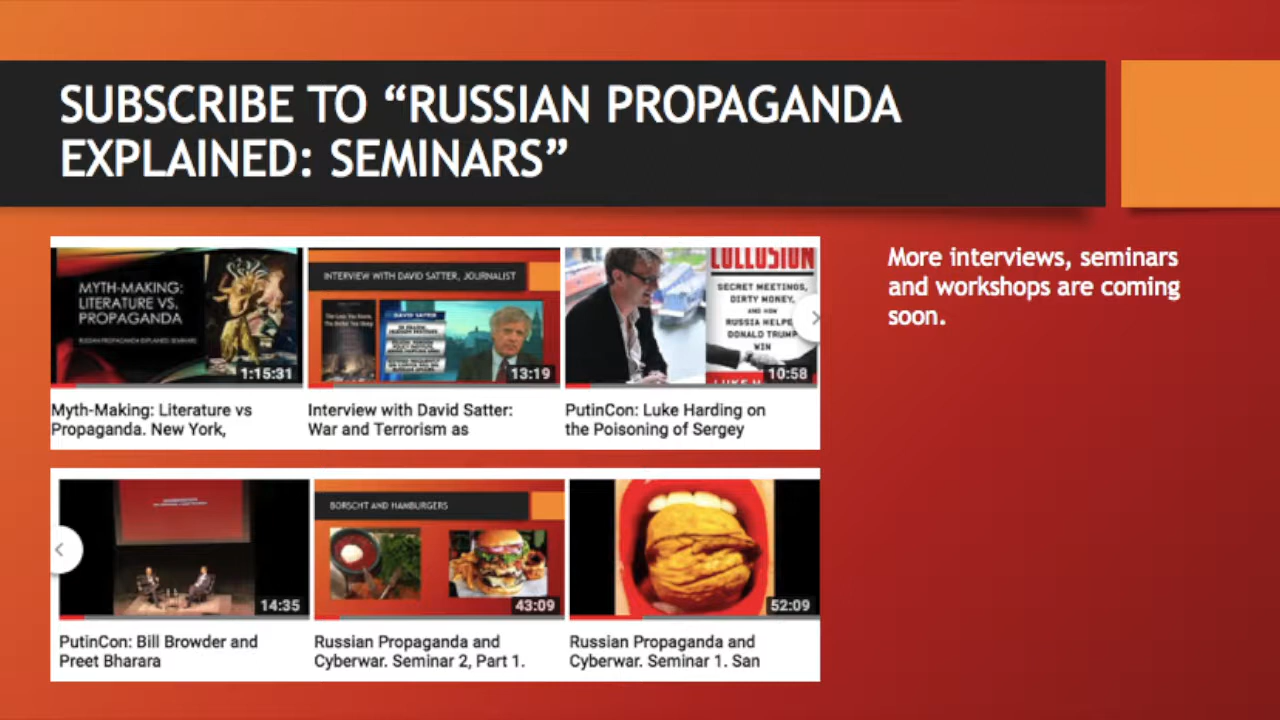 SUBSCRIBE TO “RUSSIAN PROPAGANDA
EXPLAINED: SEMINARS”
MYTH-MAKING:
LITERATURE VS.
PROPAGANDA
RUSSIAN PROPAGANDA EXPLAINED: SEMINARS
1:15:31
Myth-Making: Literature vs
Propaganda. New York,
INTERVIEW WITH DAVID SATTER, JOURNALIST
DAVID SATTER
13:19
Interview with David Satter:
War and Terrorism as
COLLUSION
SECRET MEETINGS,
DIRTY MONEY,
AND HOW
RUSSIA HELPE
DONALD TRUMP
WIN
LUKE H
10:58
PutinCon: Luke Harding on
the Poisoning of Sergey
More interviews, seminars
and workshops are coming
soon.
14:35
PutinCon: Bill Browder and
Preet Bharara
BORSCHT AND HAMBURGERS
43:09
Russian Propaganda and
Cyberwar. Seminar 2, Part 1.
52:09
Russian Propaganda and
Cyberwar. Seminar 1. San